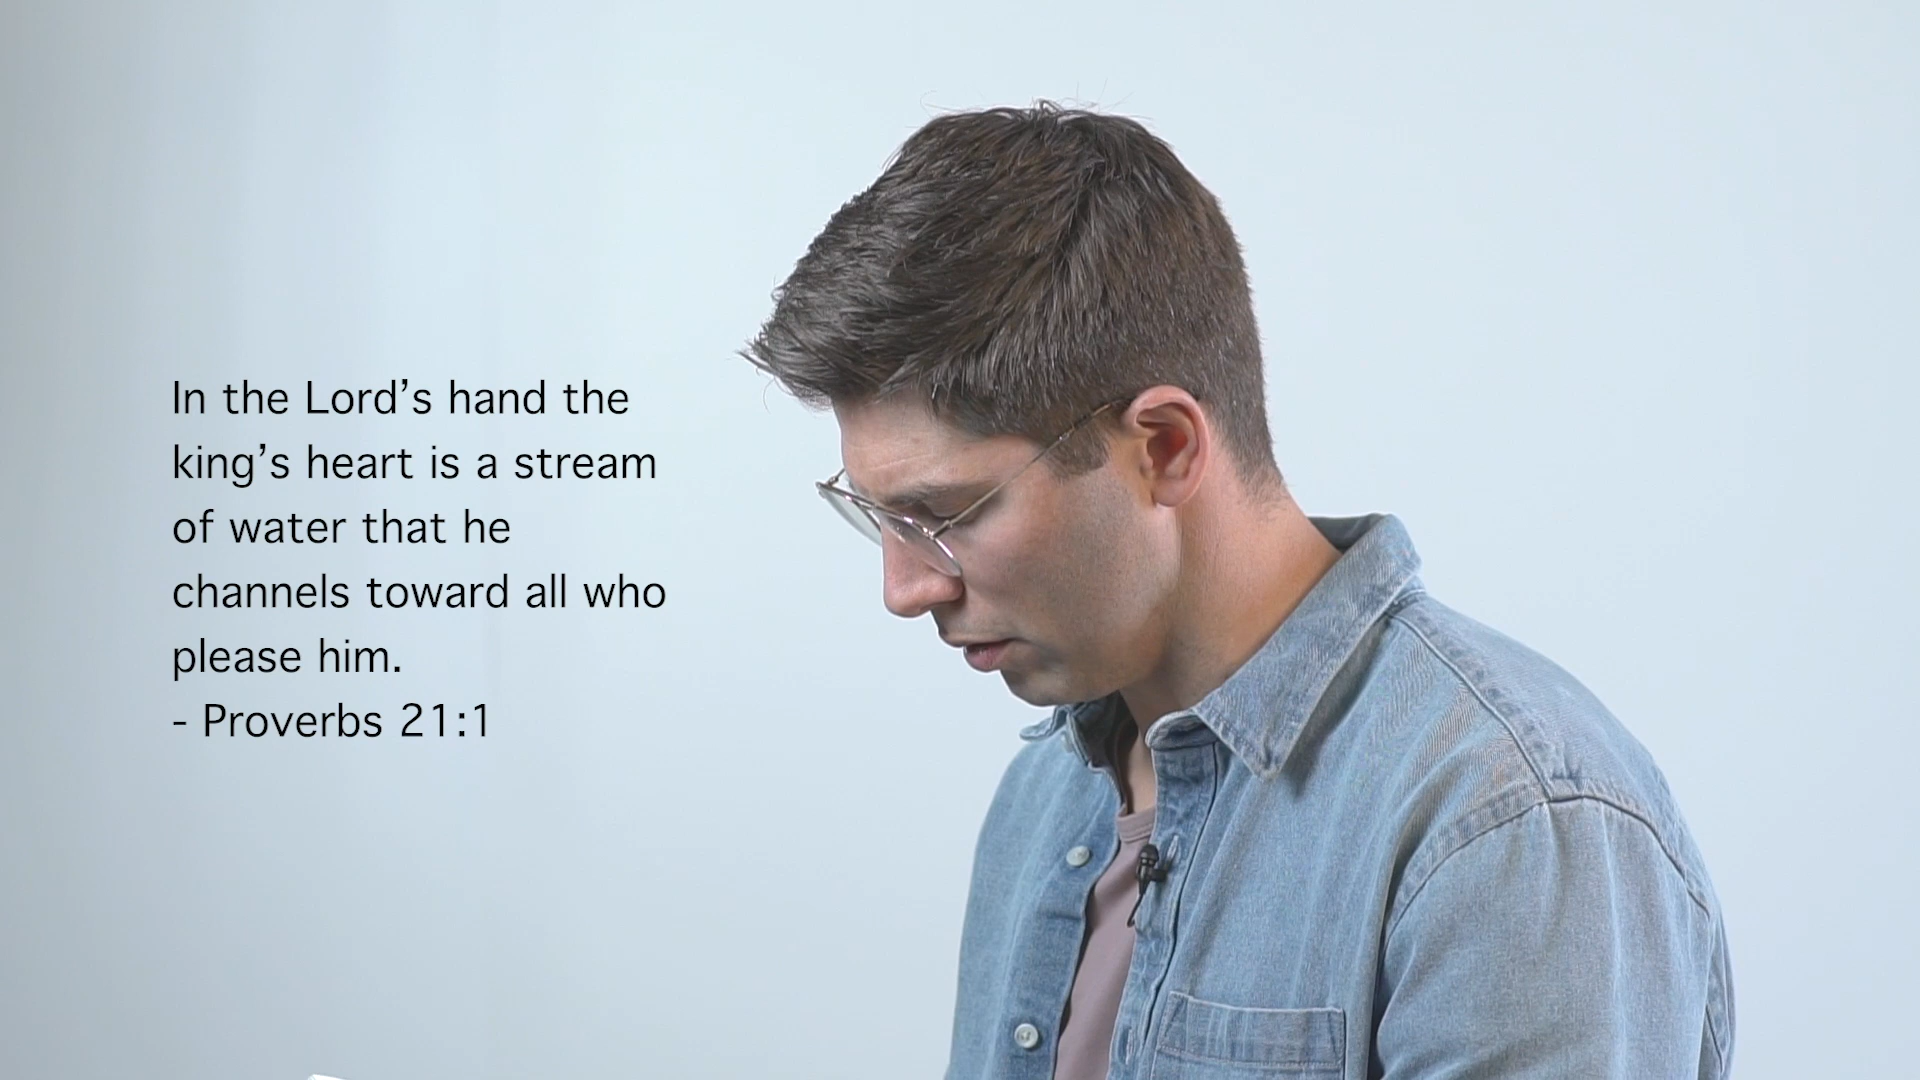 In the Lord’s hand the
king’s heart is a stream
of water that he
channels toward all who
please him.
- Proverbs 21:1